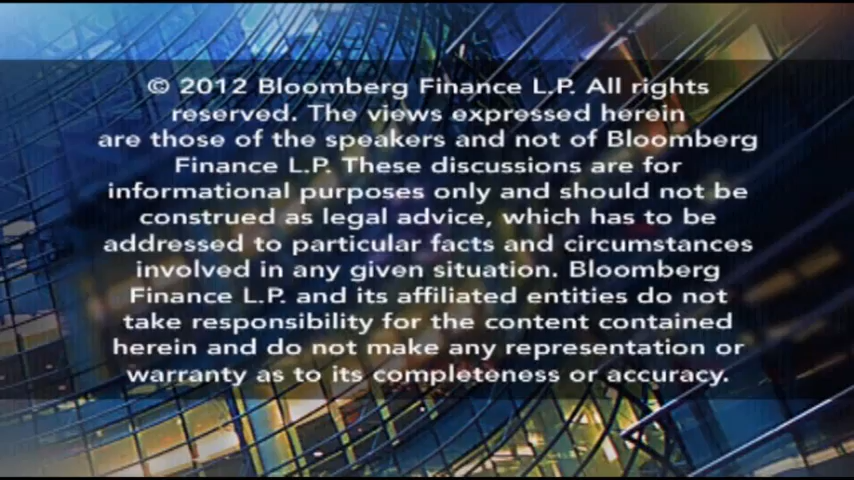 © 2012 Bloomberg Finance L.P. All rights
reserved. The views expressed herein
are those of the speakers and not of Bloomberg
Finance L.P. These discussions are for
informational purposes only and should not be
construed as legal advice, which has to be
addressed to particular facts and circumstances
involved in any given situation. Bloomberg
Finance L.P. and its affiliated entities do not
take responsibility for the content contained
herein and do not make any representation or
warranty as to its completeness or accuracy.